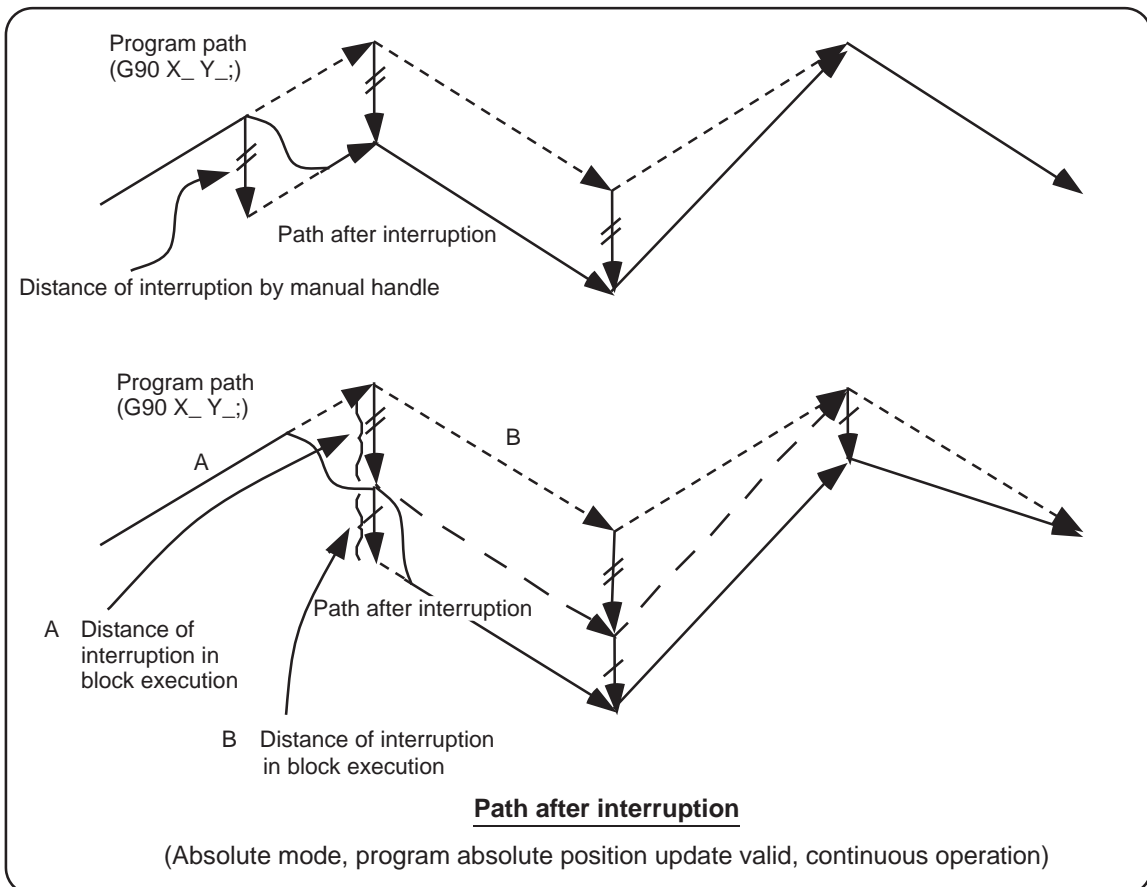 Program path
(G90 X_ Y_;)
Path after interruption
Distance of interruption by manual handle
Program path
(G90 X_ Y_;)
A
B
Path after interruption
A Distance of
interruption in
block execution
B Distance of interruption
in block execution
Path after interruption
(Absolute mode, program absolute position update valid, continuous operation)